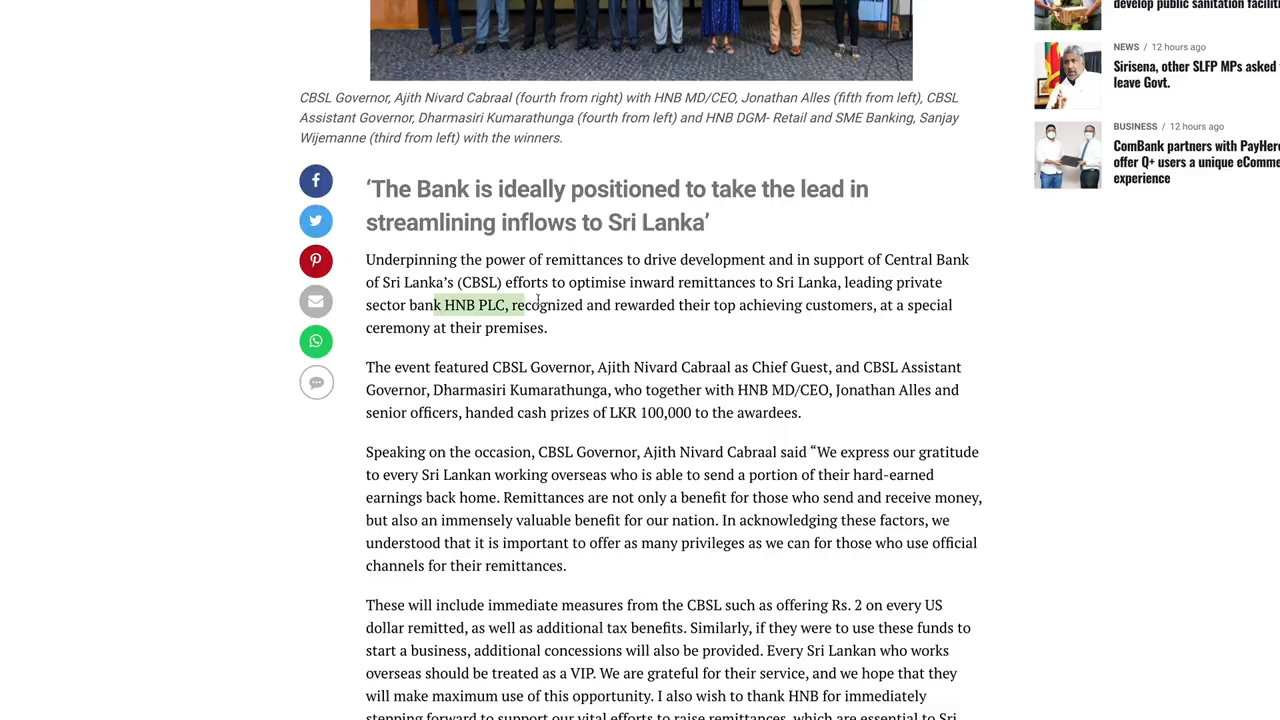 develop public sanitation
NEWS / 12 hours ago
Sirisena, other SLFP MPs asked
leave Govt.
BUSINESS / 12 hours ago
ComBank partners with PayHere
offer Q+ users a unique
experience
CBSL Governor, Ajith Nivard Cabraal (fourth from right) with HNB MD/CEO, Jonathan Alles (fifth from left), CBSL
Assistant Governor, Dharmasiri Kumarathunga (fourth from left) and HNB DGM- Retail and SME Banking, Sanjay
Wijemanne (third from left) with the winners.
‘The Bank is ideally positioned to take the lead in
streamlining inflows to Sri Lanka’
Underpinning the power of remittances to drive development and in support of Central Bank
of Sri Lanka’s (CBSL) efforts to optimise inward remittances to Sri Lanka, leading private
sector bank HNB PLC, recognized and rewarded their top achieving customers, at a special
ceremony at their premises.
The event featured CBSL Governor, Ajith Nivard Cabraal as Chief Guest, and CBSL Assistant
Governor, Dharmasiri Kumarathunga, who together with HNB MD/CEO, Jonathan Alles and
senior officers, handed cash prizes of LKR 100,000 to the awardees.
Speaking on the occasion, CBSL Governor, Ajith Nivard Cabraal said “We express our gratitude
to every Sri Lankan working overseas who is able to send a portion of their hard-earned
earnings back home. Remittances are not only a benefit for those who send and receive money,
but also an immensely valuable benefit for our nation. In acknowledging these factors, we
understood that it is important to offer as many privileges as we can for those who use official
channels for their remittances.
These will include immediate measures from the CBSL such as offering Rs. 2 on every US
dollar remitted, as well as additional tax benefits. Similarly, if they were to use these funds to
start a business, additional concessions will also be provided. Every Sri Lankan who works
overseas should be treated as a VIP. We are grateful for their service, and we hope that they
will make maximum use of this opportunity. I also wish to thank HNB for immediately
stepping forward to support our vital efforts to raise remittances, which are essential to Sri